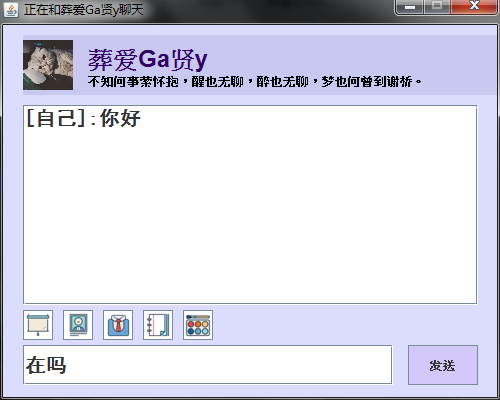 正在和葬爱Ga贤y聊天
葬爱Ga贤y
不知何事萦怀抱，醒也无聊，醉也无聊，梦也何曾到谢桥。
[自己]:你好
在吗
发送